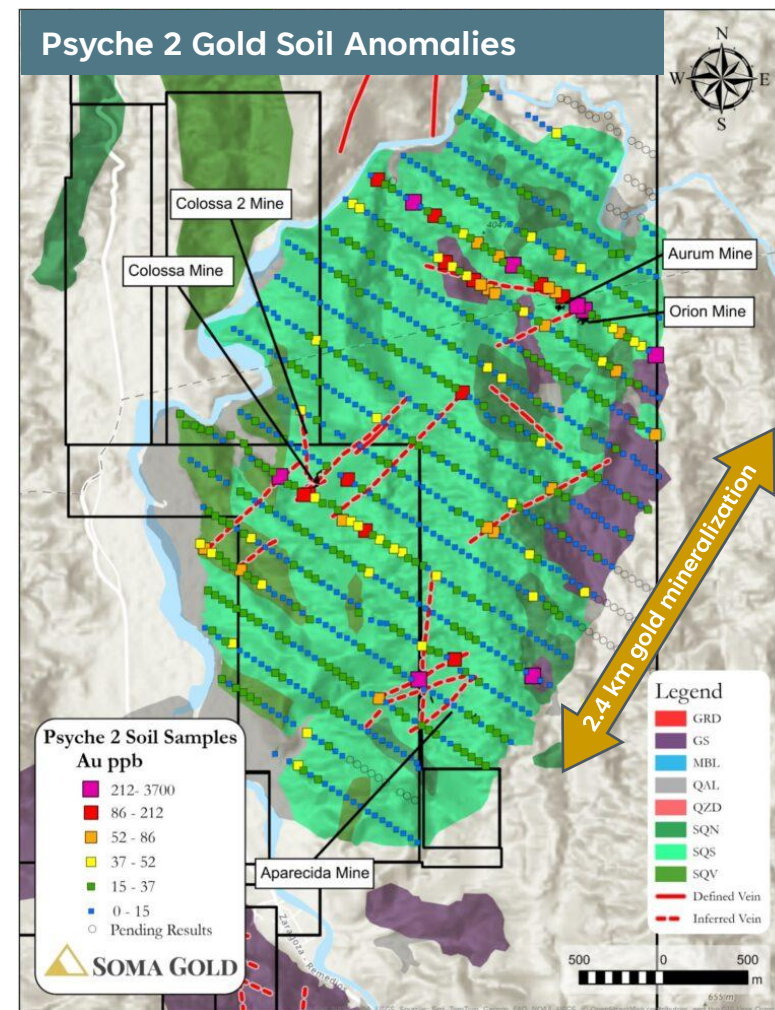 Psyche 2 Gold Soil Anomalies
N
W
E
S
Colossa 2 Mine
Colossa Mine
Aurum Mine
Orion Mine
2.4 km gold mineralization
Aparecida Mine
Zaragoza - Remedios
Psyche 2 Soil Samples
Au ppb
212- 3700
86 - 212
52 - 86
37 - 52
15 - 37
0 - 15
Pending Results
SOMA GOLD
Legend
GRD
GS
MBL
QAL
QZD
SQN
SQS
SQV
Defined Vein
Inferred Vein
500 0 500
m
655 m